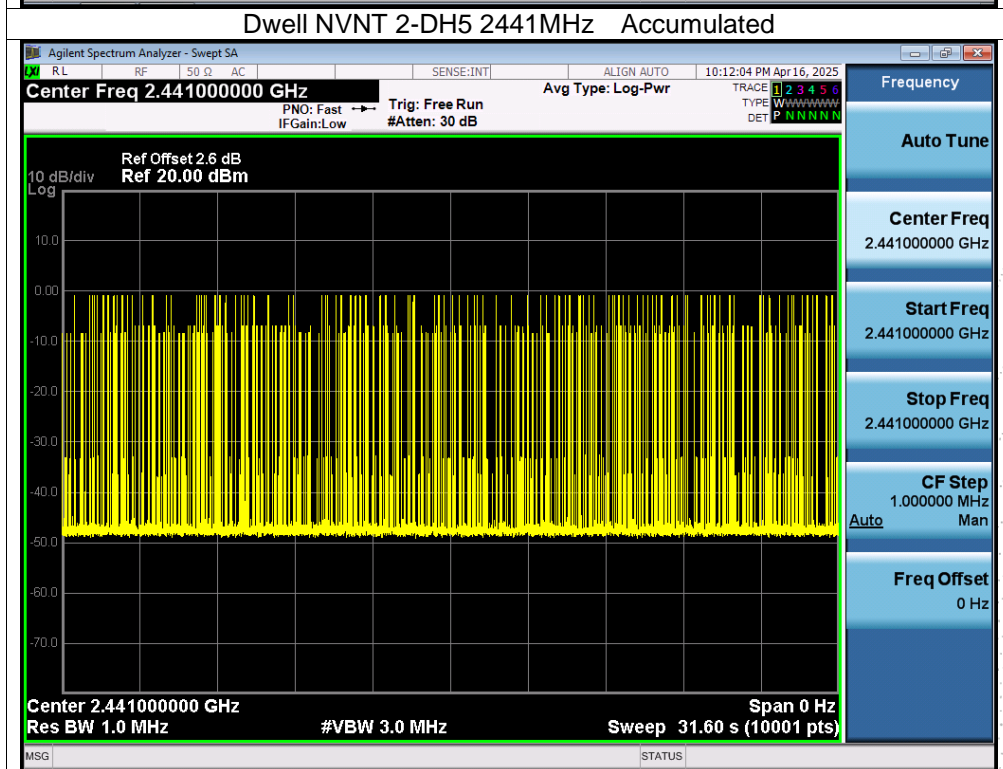 Dwell NVNT 2-DH5 2441MHz Accumulated
Agilent Spectrum Analyzer - Swept SA
LXI RL RF 50 Ω AC SENSE:INT ALIGN AUTO 10:12:04 PM Apr 16, 2025
Center Freq 2.441000000 GHz
PNO: Fast
IFGain:Low
Trig: Free Run
#Atten: 30 dB
Avg Type: Log-Pwr
TRACE 1 2 3 4 5 6
TYPE WWWWWW
DET P N N N N N
Ref Offset 2.6 dB
10 dB/div Ref 20.00 dBm
Log
10.0
0.00
-10.0
-20.0
-30.0
-40.0
-50.0
-60.0
-70.0
Center 2.441000000 GHz Span 0 Hz
Res BW 1.0 MHz #VBW 3.0 MHz Sweep 31.60 s (10001 pts)
MSG STATUS
Frequency
Auto Tune
Center Freq
2.441000000 GHz
Start Freq
2.441000000 GHz
Stop Freq
2.441000000 GHz
CF Step
1.000000 MHz
Auto Man
Freq Offset
0 Hz